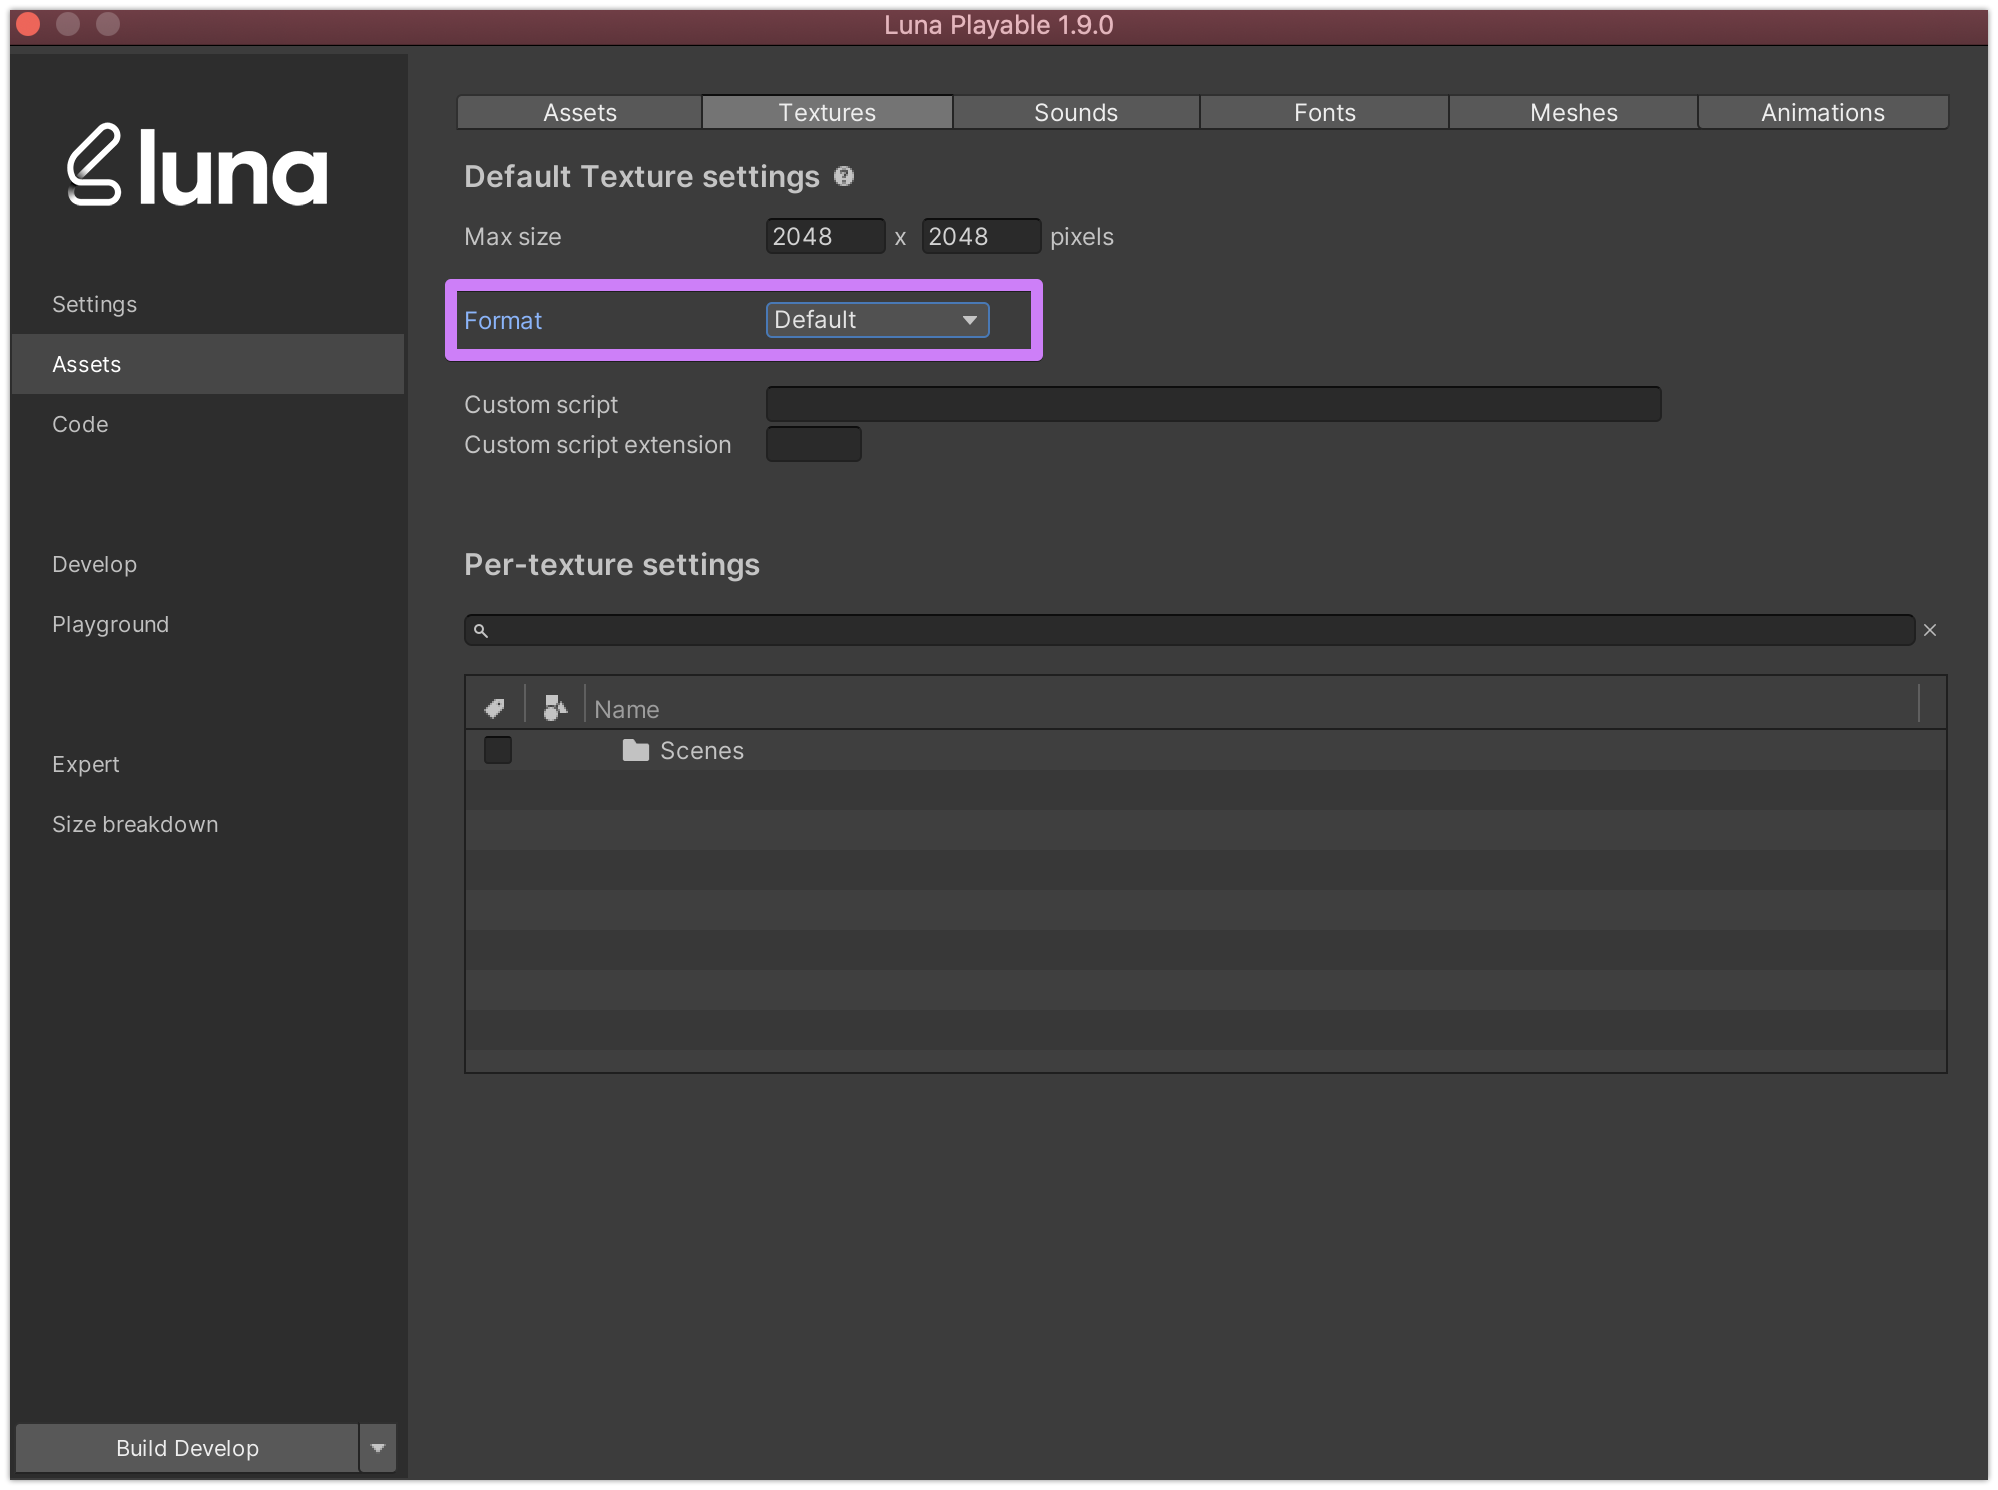 Luna Playable 1.9.0
luna
Settings
Assets
Code
Develop
Playground
Expert
Size breakdown
Build Develop
Assets Textures Sounds Fonts Meshes Animations
Default Texture settings
Max size 2048 x 2048 pixels
Format Default
Custom script
Custom script extension
Per-texture settings
Name
Scenes